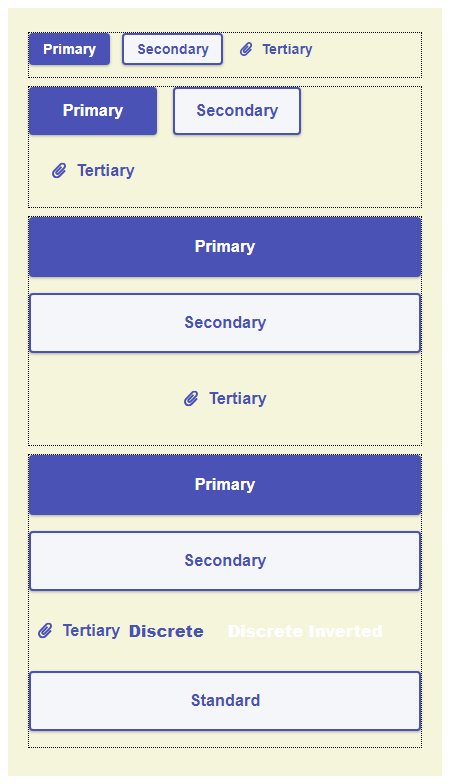 Primary Secondary Tertiary
Primary Secondary
Tertiary
Primary
Secondary
Tertiary
Primary
Secondary
Tertiary Discrete Discrete Inverted
Standard